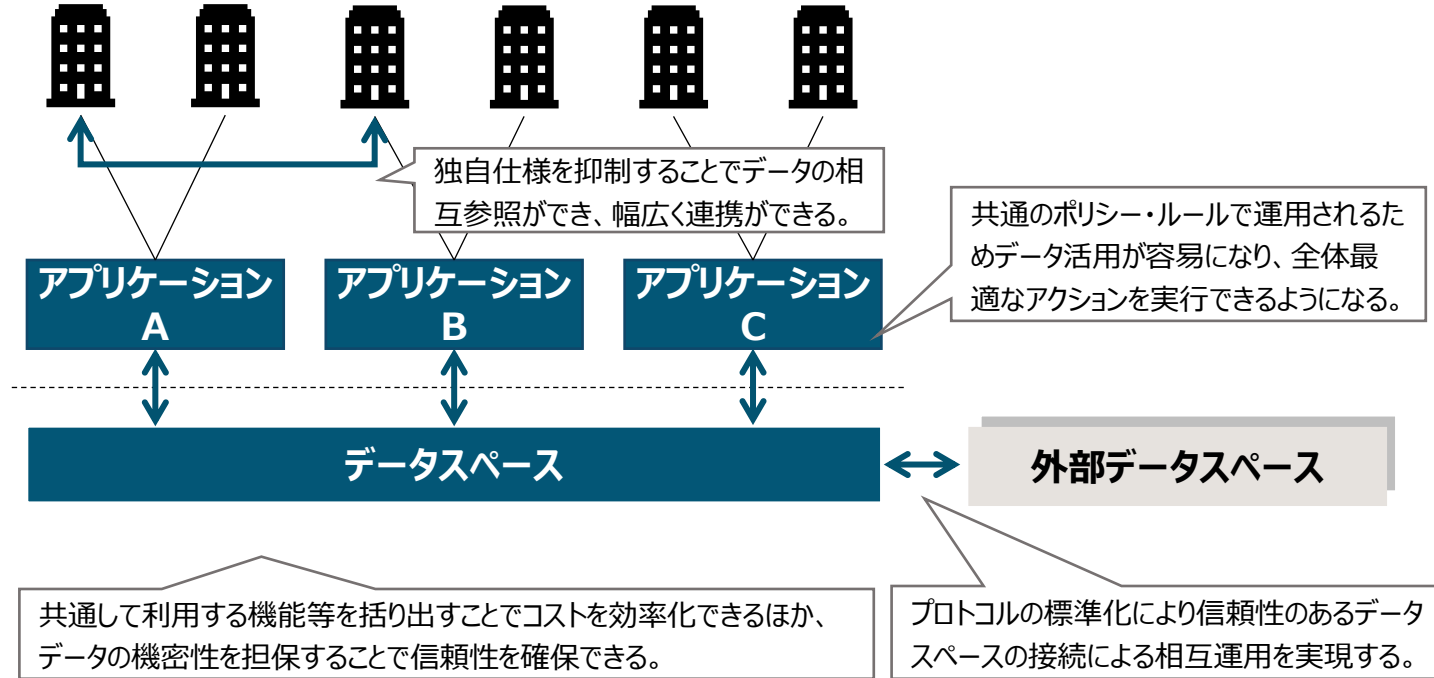 独自仕様を抑制することでデータの相
互参照ができ、幅広く連携ができる。
共通のポリシー・ルールで運用されるた
めデータ活用が容易になり、全体最
適なアクションを実行できるようになる。
アプリケーション
A
アプリケーション
B
アプリケーション
C
データスペース
外部データスペース
共通して利用する機能等を括り出すことでコストを効率化できるほか、
データの機密性を担保することで信頼性を確保できる。
プロトコルの標準化により信頼性のあるデータ
スペースの接続による相互運用を実現する。